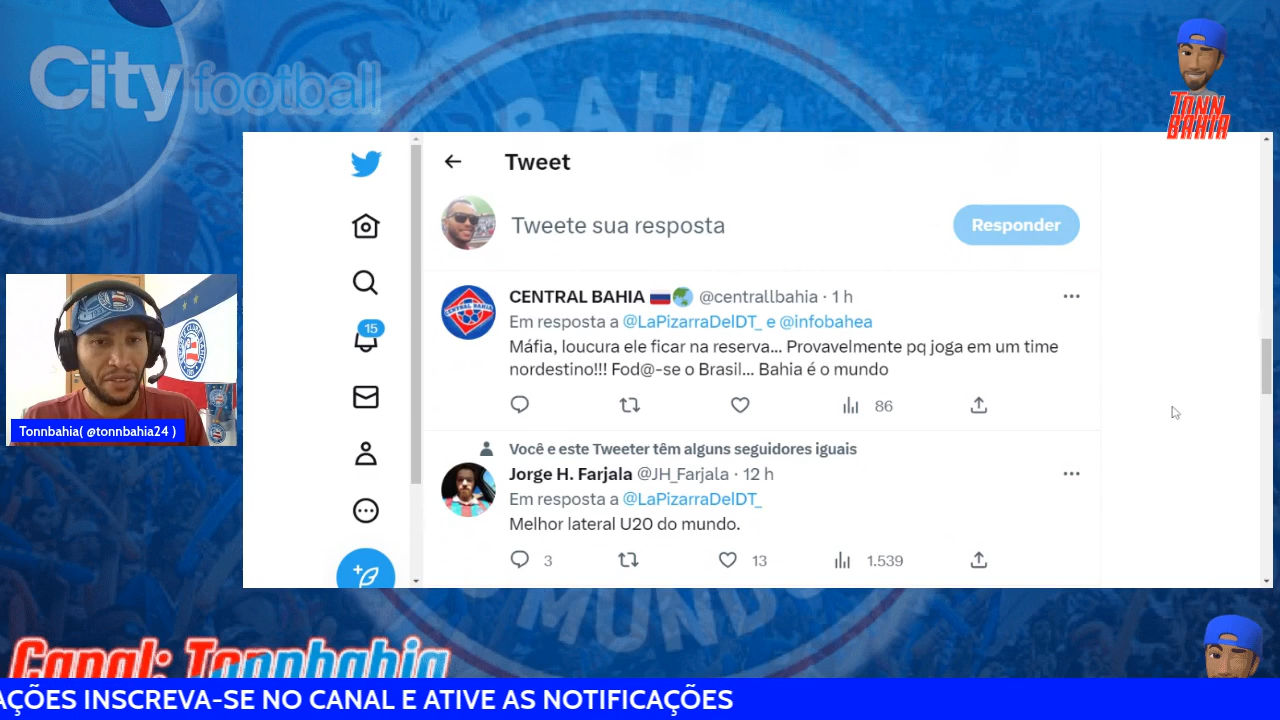 City football
BAHIA
TONN
BAHIA
Tweet
Tweete sua resposta
Responder
CENTRAL BAHIA @centrallbahia · 1 h
Em resposta a @LaPizarraDelDT_ e @infobahea
Máfia, loucura ele ficar na reserva... Provavelmente pq joga em um time
nordestino!!! Fod@-se o Brasil... Bahia é o mundo
86
15
Você e este Tweeter têm alguns seguidores iguais
Jorge H. Farjala @JH_Farjala · 12 h
Em resposta a @LaPizarraDelDT_
Melhor lateral U20 do mundo.
3 13 1.539
Tonnbahia( @tonnbahia24 )
MUNDO
Canal: Tonnbahia
AÇÕES INSCREVA-SE NO CANAL E ATIVE AS NOTIFICAÇÕES